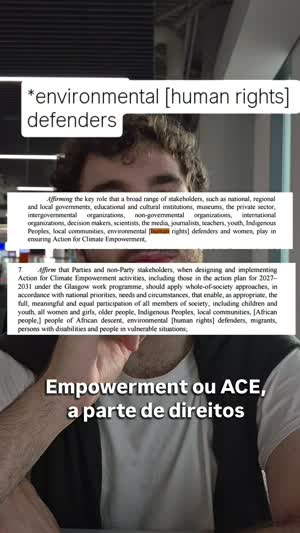 *environmental [human rights]
defenders
Affirming the key role that a broad range of stakeholders, such as national, regional
and local governments, educational and cultural institutions, museums, the private sector,
intergovernmental organizations, non-governmental organizations, international
organizations, decision makers, scientists, the media, journalists, teachers, youth, Indigenous
Peoples, local communities, environmental [human rights] defenders and women, play in
ensuring Action for Climate Empowerment,
7. Affirm that Parties and non-Party stakeholders, when designing and implementing
Action for Climate Empowerment activities, including those in the action plan for 2027–
2031 under the Glasgow work programme, should apply whole-of-society approaches, in
accordance with national priorities, needs and circumstances, that enable, as appropriate, the
full, meaningful and equal participation of all members of society, including children and
youth, all women and girls, older people, Indigenous Peoples, local communities, [African
people,] people of African descent, environmental [human rights] defenders, migrants,
persons with disabilities and people in vulnerable situations;
Empowerment ou ACE,
a parte de direitos